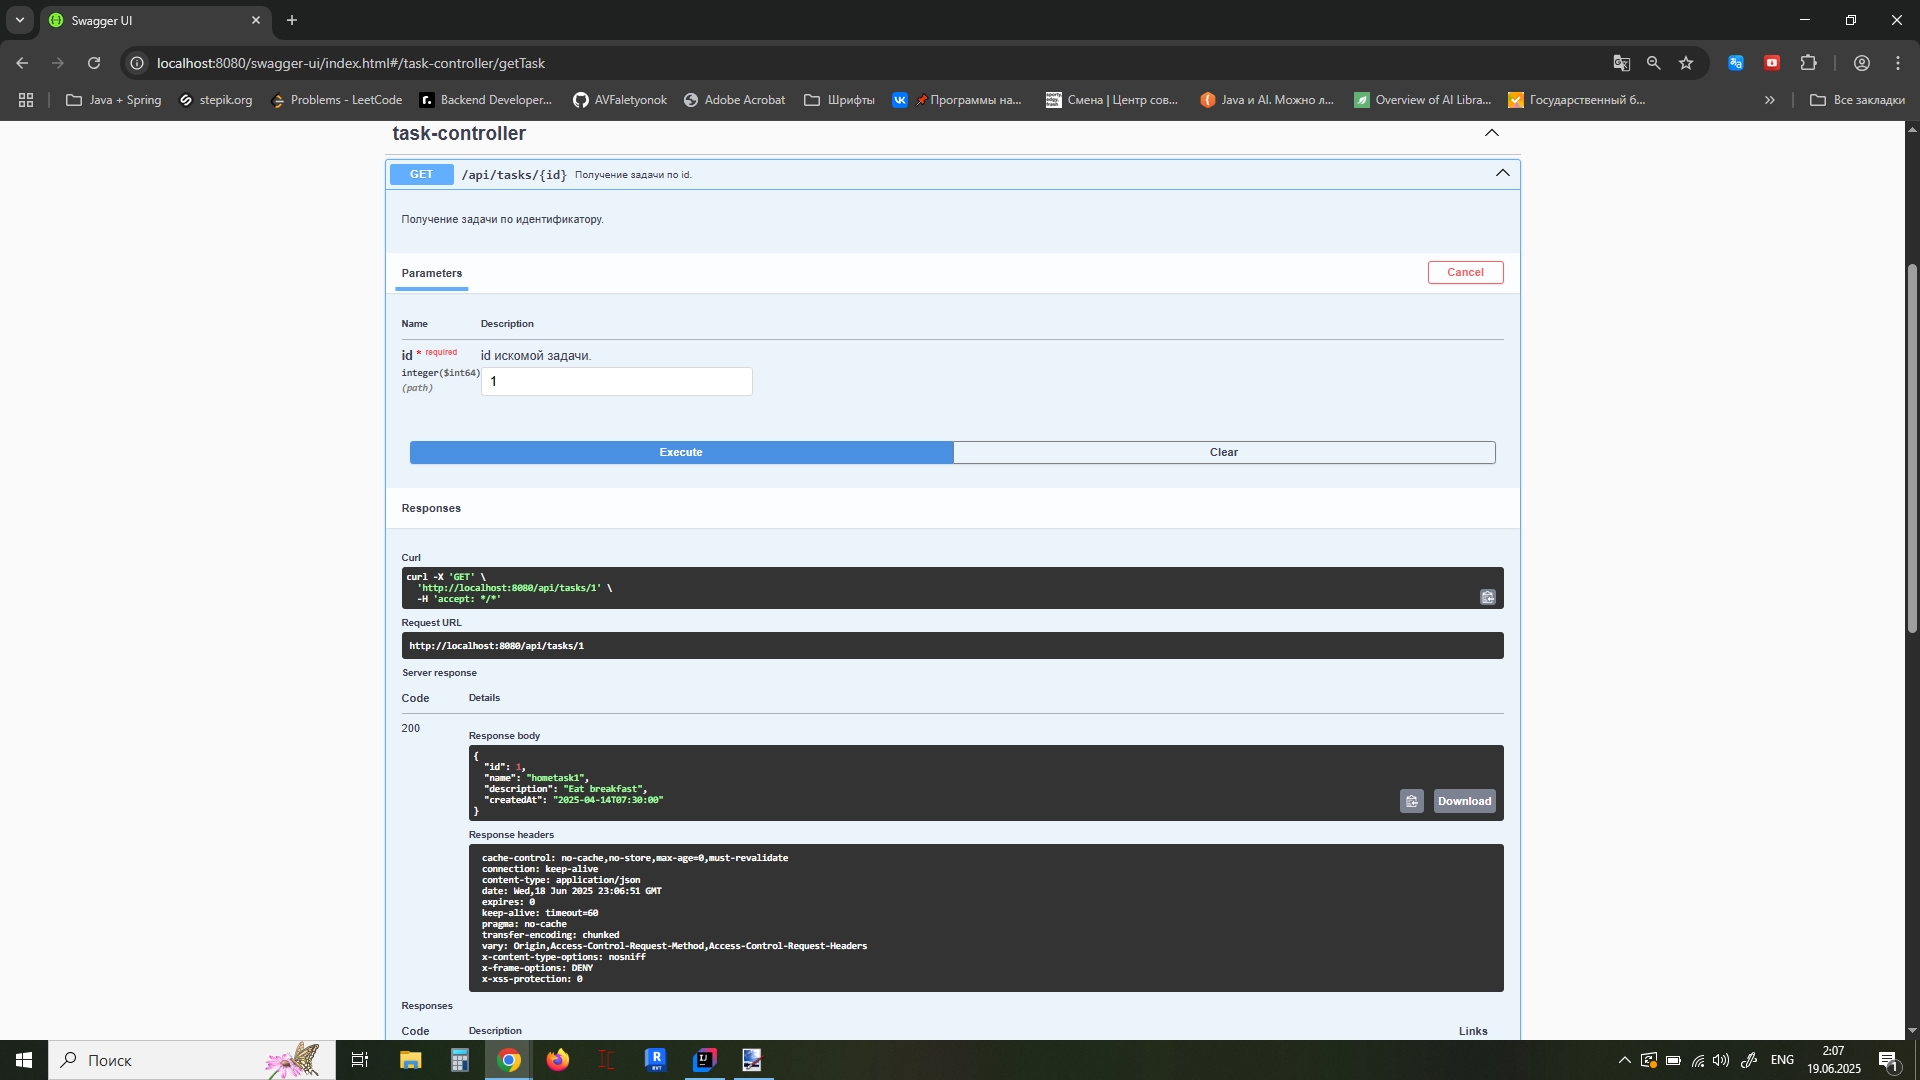 Swagger UI
localhost:8080/swagger-ui/index.html#/task-controller/getTask
Java + Spring
stepik.org
Problems - LeetCode
Backend Developer...
AVFaletyonok
Adobe Acrobat
Шрифты
Программы на...
Смена | Центр сов...
Java и AI. Можно л...
Overview of AI Libra...
Государственный б...
Все закладки
task-controller
GET /api/tasks/{id} Получение задачи по id.
Получение задачи по идентификатору.
Parameters
Cancel
Name Description
id * required
integer($int64)
(path)
id искомой задачи.
1
Execute
Clear
Responses
Curl
curl -X 'GET' \
'http://localhost:8080/api/tasks/1' \
-H 'accept: */*'
Request URL
http://localhost:8080/api/tasks/1
Server response
Code Details
200
Response body
{
"id": 1,
"name": "hometask1",
"description": "Eat breakfast",
"createdAt": "2025-04-14T07:30:00"
}
Download
Response headers
cache-control: no-cache,no-store,max-age=0,must-revalidate
connection: keep-alive
content-type: application/json
date: Wed,18 Jun 2025 23:06:51 GMT
expires: 0
keep-alive: timeout=60
pragma: no-cache
transfer-encoding: chunked
vary: Origin,Access-Control-Request-Method,Access-Control-Request-Headers
x-content-type-options: nosniff
x-frame-options: DENY
x-xss-protection: 0
Responses
Code Description Links
Поиск
ENG
2:07
19.06.2025
1